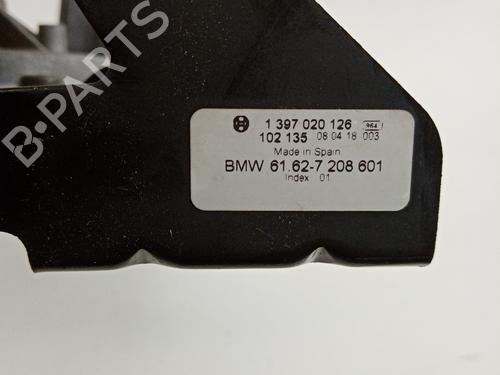 B-PARTS
1 397 020 126 964
102 135 08 04 18 003
Made in Spain
BMW 61.62-7 208 601
Index 01